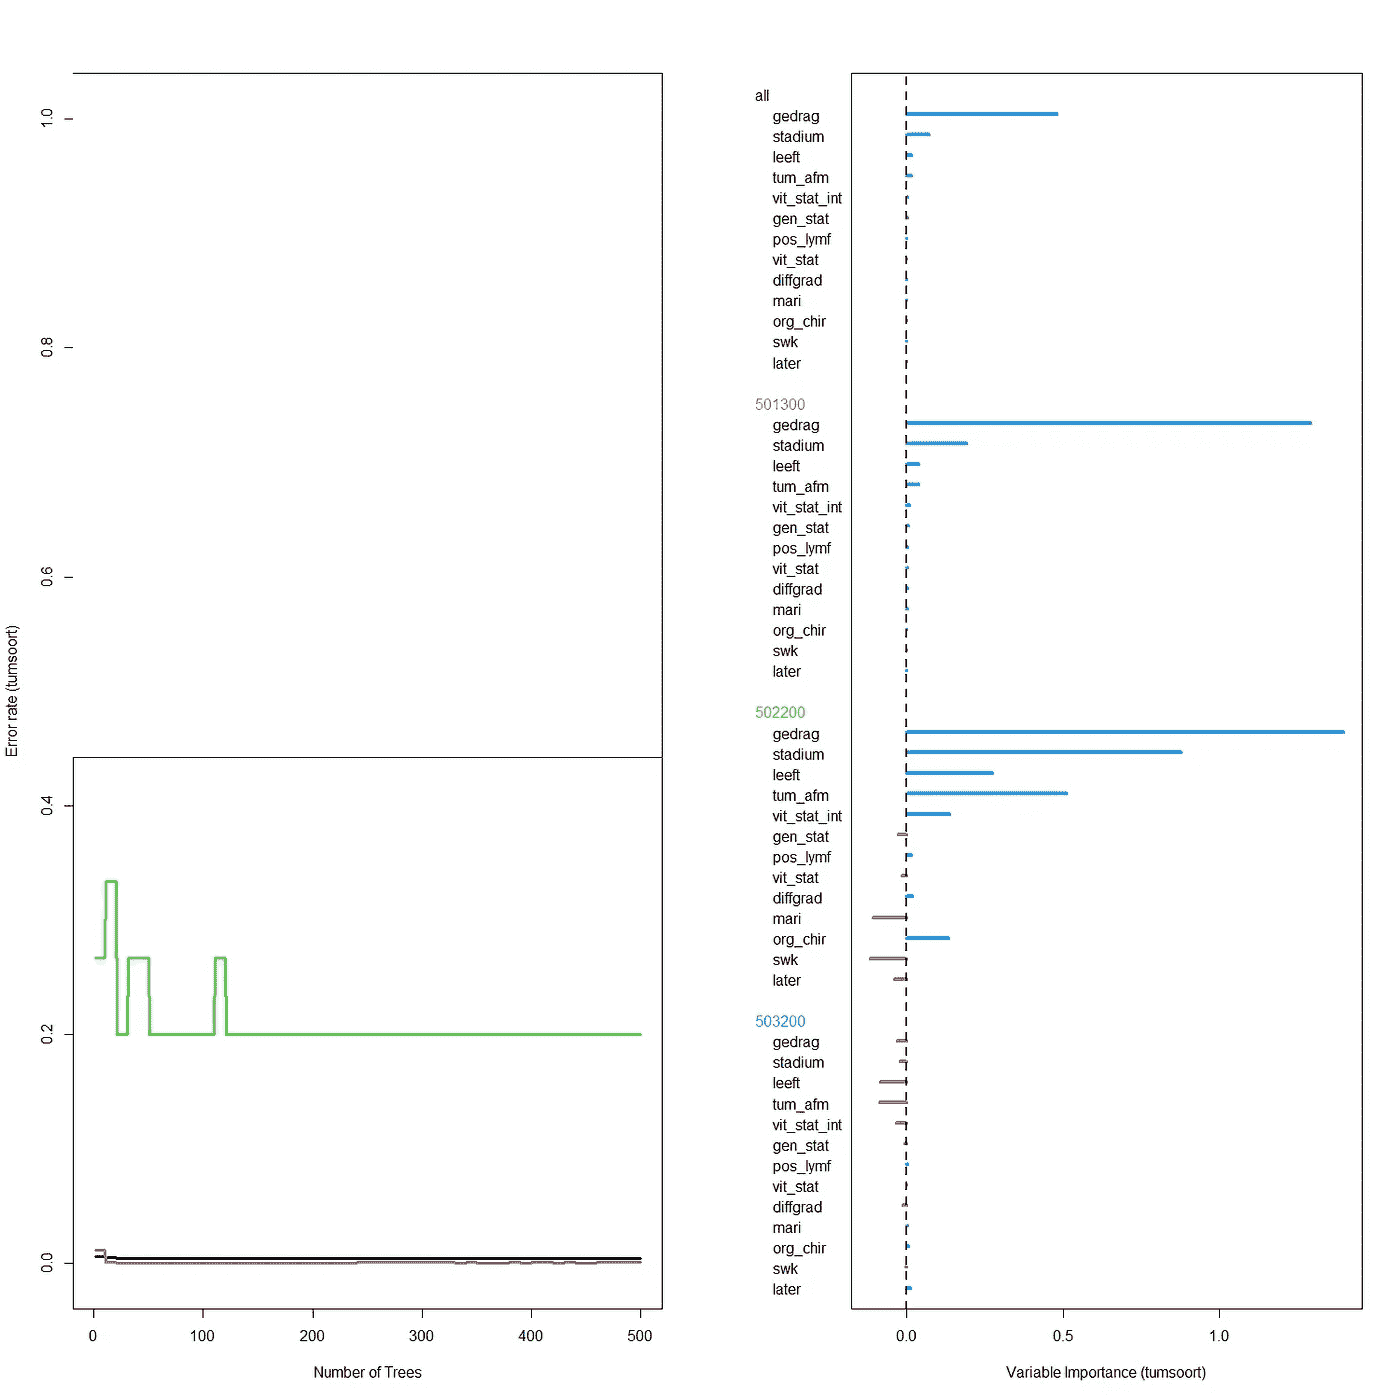 Error rate (tumsoort)
1.0
0.8
0.6
0.4
0.2
0.0
0
100
200
300
400
500
Number of Trees
all
gedrag
stadium
leeft
tum_afm
vit_stat_int
gen_stat
pos_lymf
vit_stat
diffgrad
mari
org_chir
swk
later
501300
gedrag
stadium
leeft
tum_afm
vit_stat_int
gen_stat
pos_lymf
vit_stat
diffgrad
mari
org_chir
swk
later
502200
gedrag
stadium
leeft
tum_afm
vit_stat_int
gen_stat
pos_lymf
vit_stat
diffgrad
mari
org_chir
swk
later
503200
gedrag
stadium
leeft
tum_afm
vit_stat_int
gen_stat
pos_lymf
vit_stat
diffgrad
mari
org_chir
swk
later
0.0
0.5
1.0
Variable Importance (tumsoort)